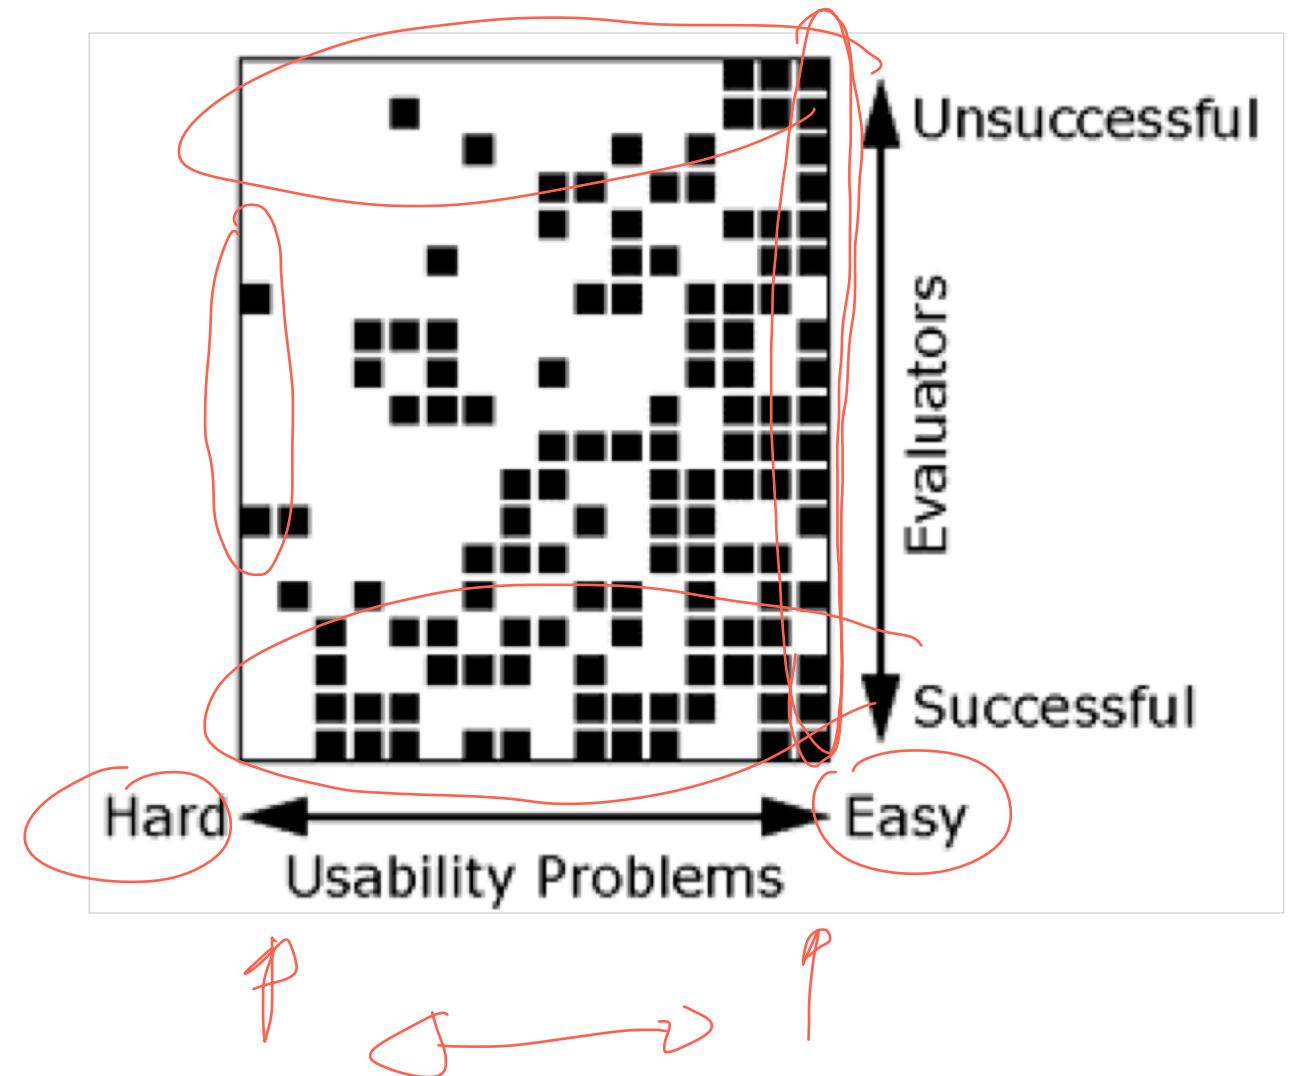 Unsuccessful
Evaluators
Successful
Hard
Easy
Usability Problems